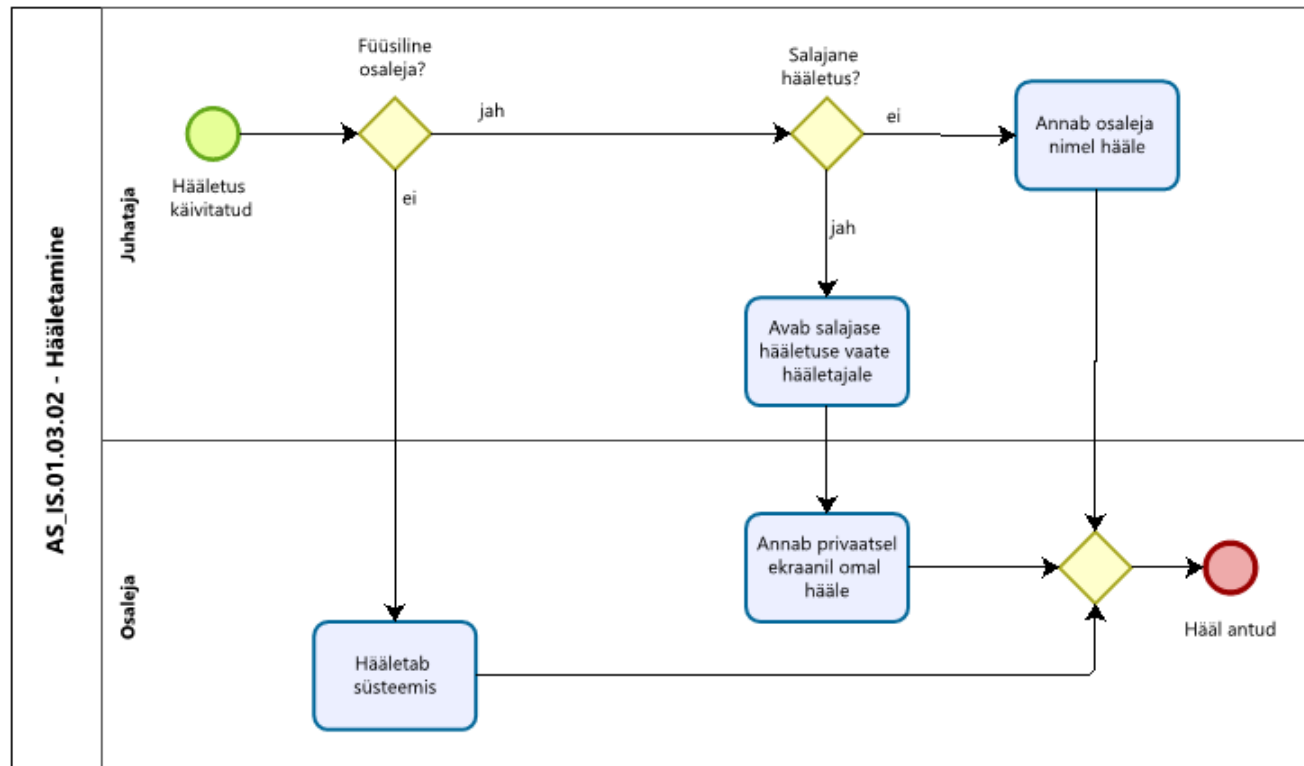 AS_IS.01.03.02 - Hääletamine
Juhataja
Hääletus
käivitatud
Füüsiline
osaleja?
jah
ei
Salajane
hääletus?
ei
jah
Annab osaleja
nimel hääle
Avab salajase
hääletuse vaate
hääletajale
Osaleja
Annab privaatsel
ekraanil omal
hääle
Hääletab
süsteemis
Hääl antud